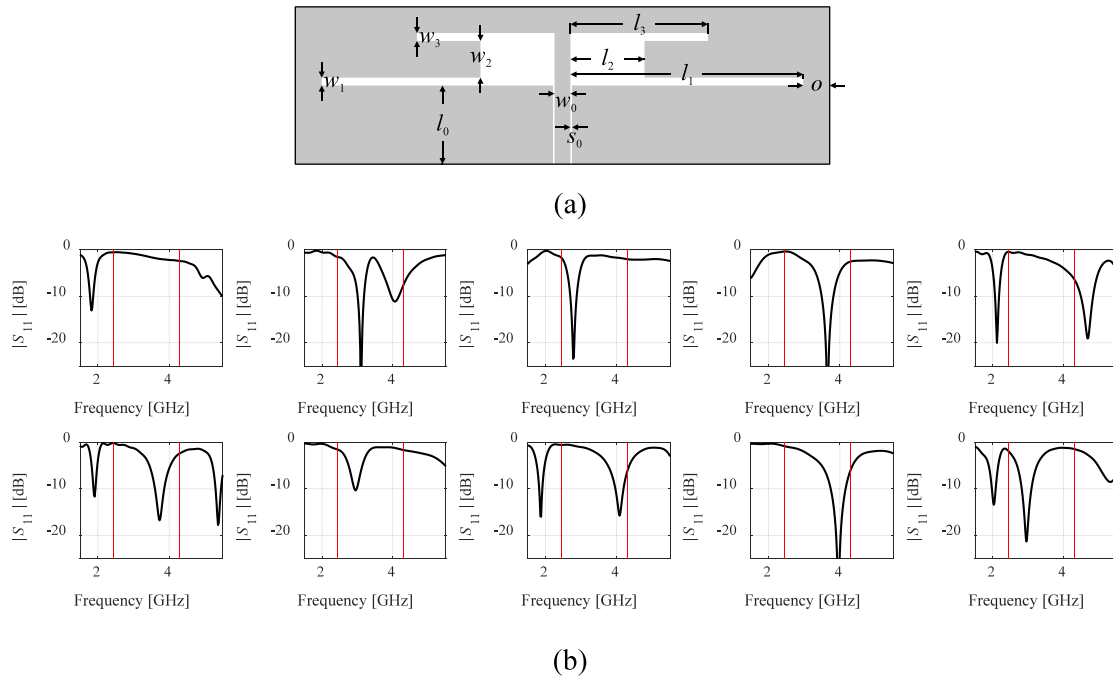 l3
w3
w2
l2
w1
l1
o
w0
l0
s0
(a)
0
-10
-20
|S11| [dB]
2 4
Frequency [GHz]
0
-10
-20
|S11| [dB]
2 4
Frequency [GHz]
0
-10
-20
|S11| [dB]
2 4
Frequency [GHz]
0
-10
-20
|S11| [dB]
2 4
Frequency [GHz]
0
-10
-20
|S11| [dB]
2 4
Frequency [GHz]
0
-10
-20
|S11| [dB]
2 4
Frequency [GHz]
0
-10
-20
|S11| [dB]
2 4
Frequency [GHz]
0
-10
-20
|S11| [dB]
2 4
Frequency [GHz]
0
-10
-20
|S11| [dB]
2 4
Frequency [GHz]
0
-10
-20
|S11| [dB]
2 4
Frequency [GHz]
(b)